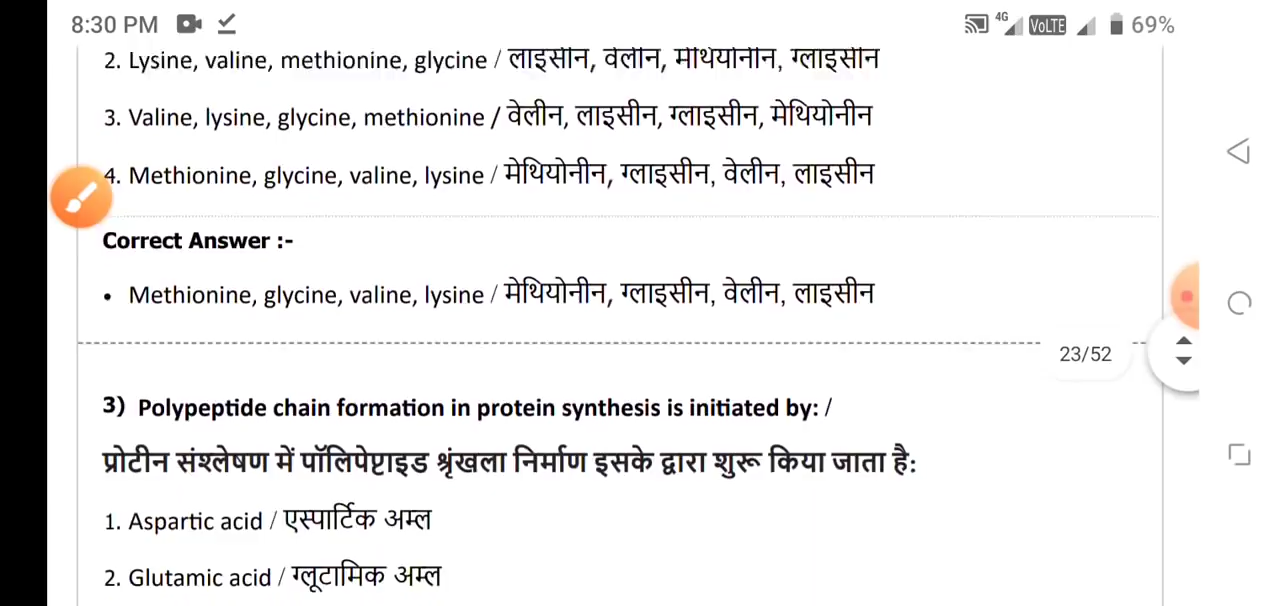 8:30 PM 4G VoLTE 69%
2. Lysine, valine, methionine, glycine / लाइसीन, वेलीन, मेथियोनीन, ग्लाइसीन
3. Valine, lysine, glycine, methionine / वेलीन, लाइसीन, ग्लाइसीन, मेथियोनीन
4. Methionine, glycine, valine, lysine / मेथियोनीन, ग्लाइसीन, वेलीन, लाइसीन
Correct Answer :-
• Methionine, glycine, valine, lysine / मेथियोनीन, ग्लाइसीन, वेलीन, लाइसीन
23/52
3) Polypeptide chain formation in protein synthesis is initiated by: /
प्रोटीन संश्लेषण में पॉलिपेप्टाइड श्रृंखला निर्माण इसके द्वारा शुरू किया जाता है:
1. Aspartic acid / एस्पार्टिक अम्ल
2. Glutamic acid / ग्लूटामिक अम्ल